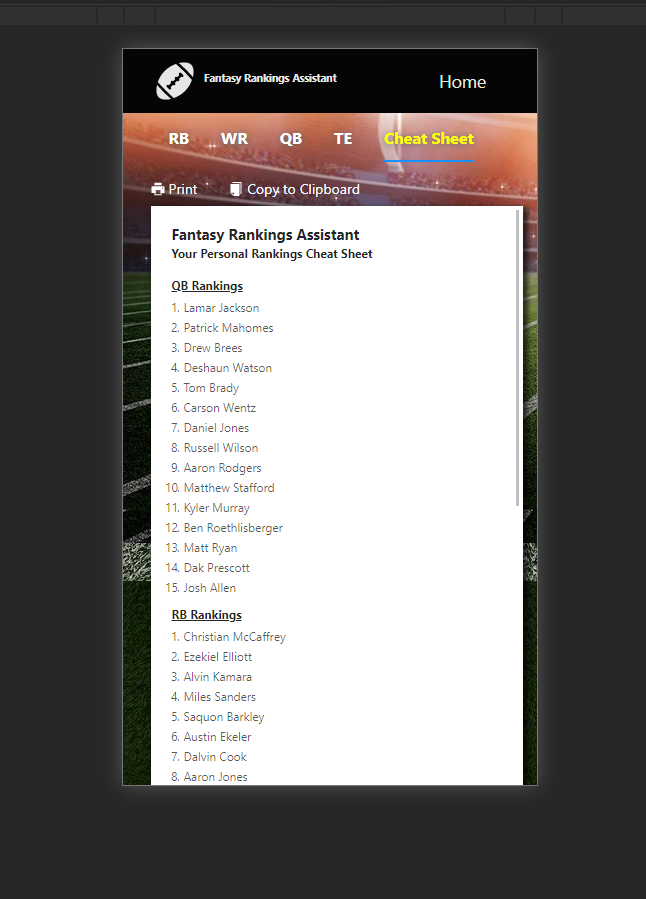 Fantasy Rankings Assistant
Home
RB WR QB TE Cheat Sheet
Print Copy to Clipboard
Fantasy Rankings Assistant
Your Personal Rankings Cheat Sheet
QB Rankings
1. Lamar Jackson
2. Patrick Mahomes
3. Drew Brees
4. Deshaun Watson
5. Tom Brady
6. Carson Wentz
7. Daniel Jones
8. Russell Wilson
9. Aaron Rodgers
10. Matthew Stafford
11. Kyler Murray
12. Ben Roethlisberger
13. Matt Ryan
14. Dak Prescott
15. Josh Allen
RB Rankings
1. Christian McCaffrey
2. Ezekiel Elliott
3. Alvin Kamara
4. Miles Sanders
5. Saquon Barkley
6. Austin Ekeler
7. Dalvin Cook
8. Aaron Jones